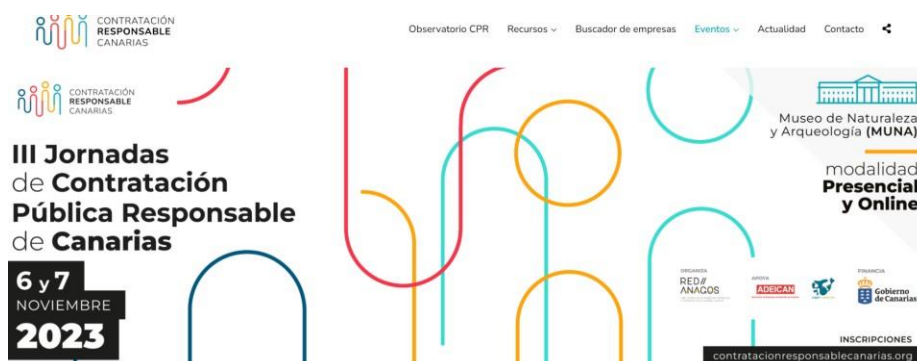 CONTRATACIÓN
RESPONSABLE
CANARIAS
Observatorio CPR Recursos Buscador de empresas Eventos Actualidad Contacto
CONTRATACIÓN
RESPONSABLE
CANARIAS
III Jornadas
de Contratación
Pública Responsable
de Canarias
6 y 7
NOVIEMBRE
2023
Museo de Naturaleza
y Arqueología (MUNA)
modalidad
Presencial
y Online
ORGANIZA
RED//
ANAGOS
APOYA
ADEICAN
FINANCIA
Gobierno
de Canarias
INSCRIPCIONES
contratacionresponsablecanarias.org